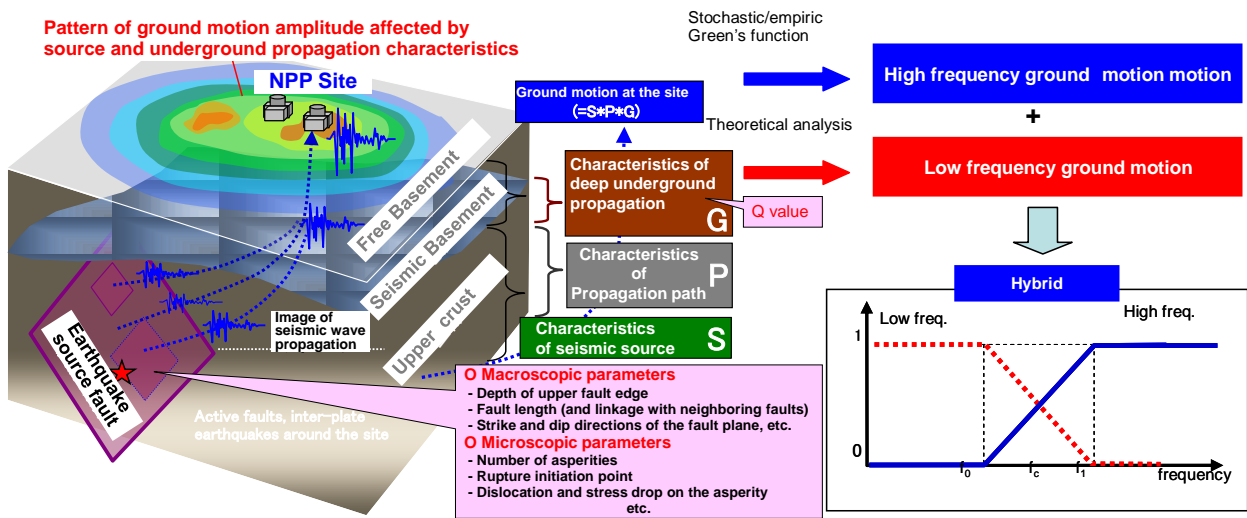 Pattern of ground motion amplitude affected by
source and underground propagation characteristics
NPP Site
Free Basement
Seismic Basement
Upper crust
Earthquake
source fault
Image of
seismic wave
propagation
Active faults, inter-plate
earthquakes around the site
Ground motion at the site
(=S*P*G)
Characteristics of
deep underground
propagation
G
Q value
Characteristics
of
Propagation path
P
Characteristics
of seismic source
S
O Macroscopic parameters
- Depth of upper fault edge
- Fault length (and linkage with neighboring faults)
- Strike and dip directions of the fault plane, etc.
O Microscopic parameters
- Number of asperities
- Rupture initiation point
- Dislocation and stress drop on the asperity
etc.
Stochastic/empiric
Green's function
Theoretical analysis
High frequency ground motion motion
+
Low frequency ground motion
Hybrid
Low freq.
High freq.
1
0
f0
fc
f1
frequency